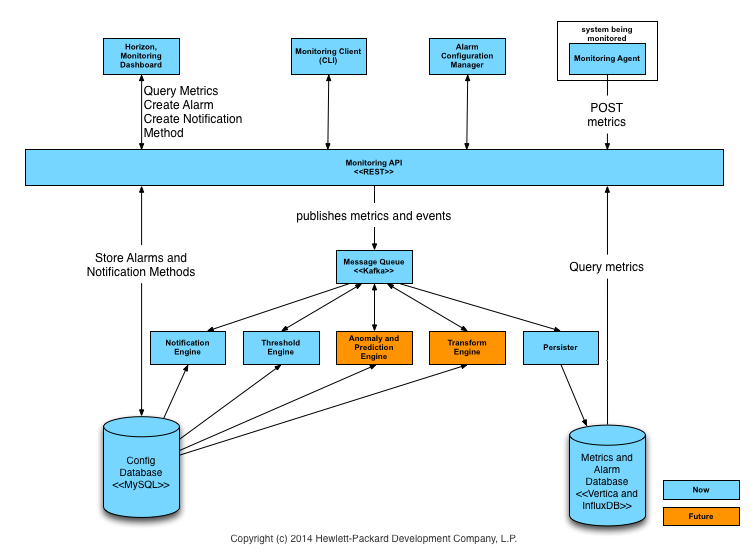 system being
monitored
Horizon,
Monitoring
Dashboard
Monitoring Client
(CLI)
Alarm
Configuration
Manager
Monitoring Agent
Query Metrics
Create Alarm
Create Notification
Method
POST
metrics
Monitoring API
<<REST>>
publishes metrics and events
Store Alarms and
Notification Methods
Message Queue
<<Kafka>>
Query metrics
Notification
Engine
Threshold
Engine
Anomaly and
Prediction
Engine
Transform
Engine
Persister
Config
Database
<<MySQL>>
Metrics and
Alarm
Database
<<Vertica and
InfluxDB>>
Now
Future
Copyright (c) 2014 Hewlett-Packard Development Company, L.P.